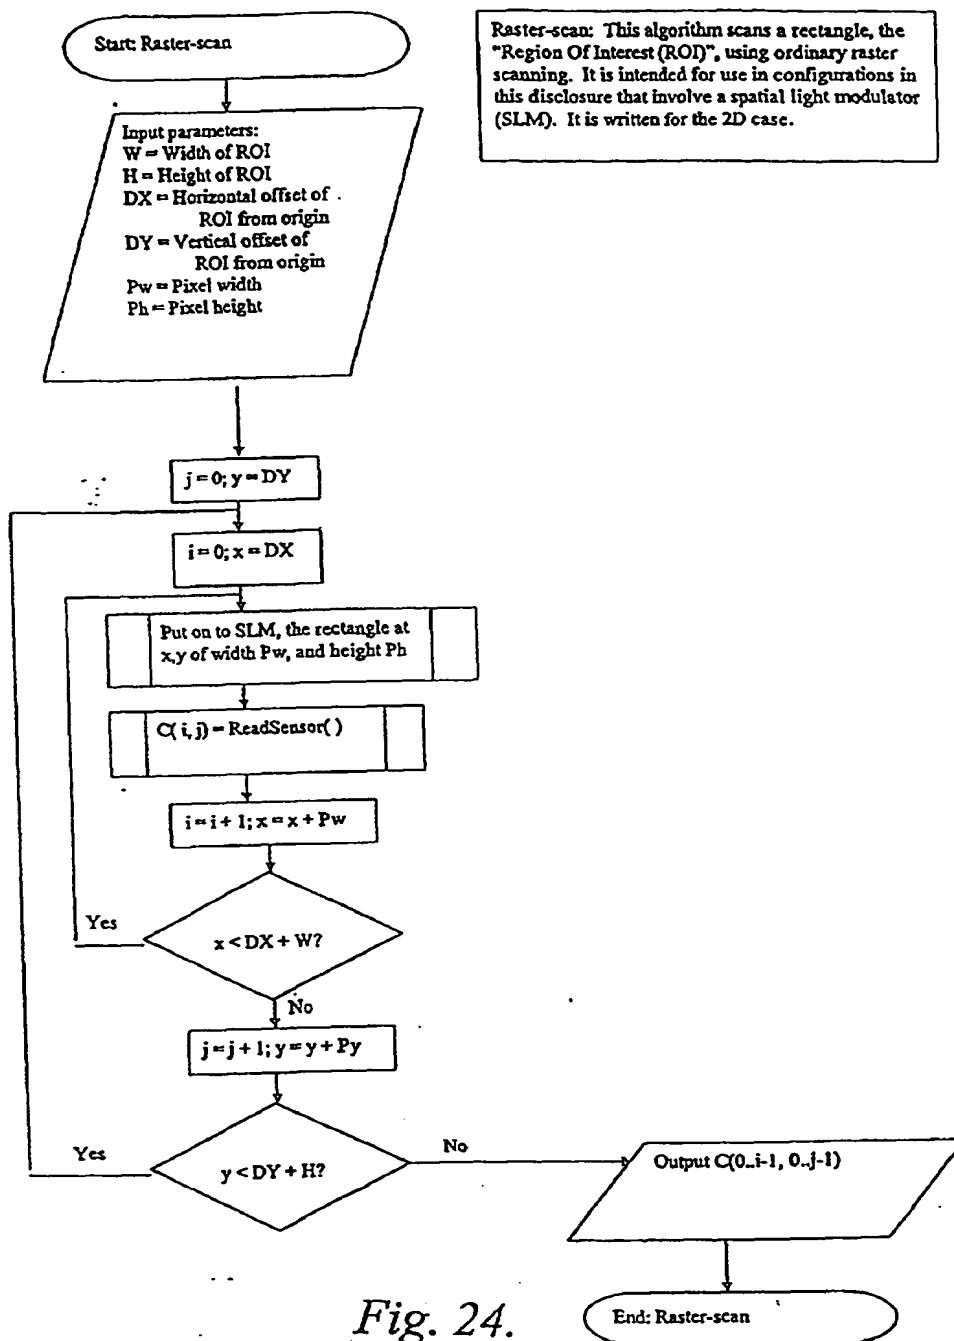 Start: Raster-scan
Raster-scan: This algorithm scans a rectangle, the
"Region Of Interest (ROI)", using ordinary raster
scanning. It is intended for use in configurations in
this disclosure that involve a spatial light modulator
(SLM). It is written for the 2D case.
Input parameters:
W = Width of ROI
H = Height of ROI
DX = Horizontal offset of
ROI from origin
DY = Vertical offset of
ROI from origin
Pw = Pixel width
Ph = Pixel height
j = 0; y = DY
i = 0; x = DX
Put on to SLM, the rectangle at
x,y of width Pw, and height Ph
C( i, j) = ReadSensor( )
i = i + 1; x = x + Pw
Yes
x < DX + W?
No
j = j + 1; y = y + Py
Yes
y < DY + H?
No
Output C(0..i-1, 0..j-1)
End: Raster-scan
Fig. 24.